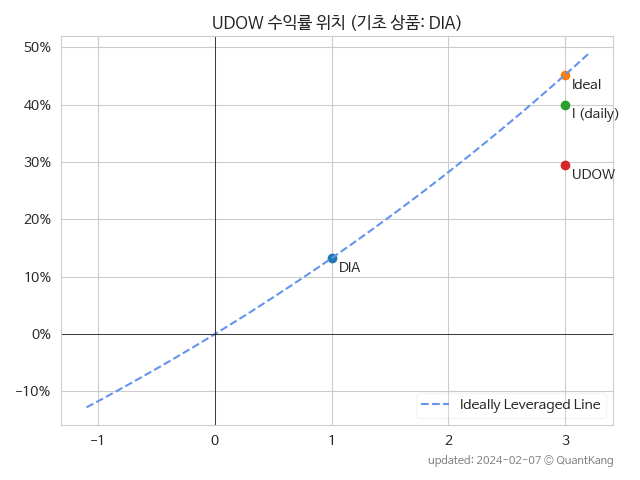 UDOW 수익률 위치 (기초 상품: DIA)
50%
40%
30%
20%
10%
0%
−10%
Ideal
I (daily)
UDOW
DIA
Ideally Leveraged Line
−1
0
1
2
3
updated: 2024-02-07 © QuantKang